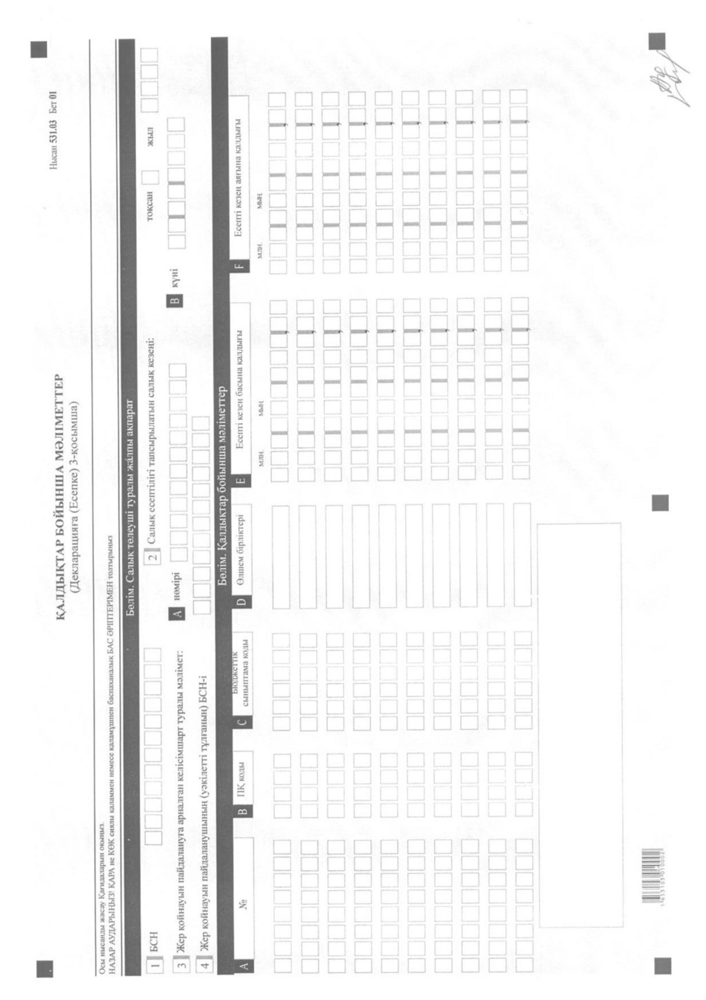 Нысан 531.03 Бет 01
ҚАЛДЫҚТАР БОЙЫНША МӘЛІМЕТТЕР
(Декларацияға (Есепке) 3-қосымша)
Осы нысанды жасау Қағидаларын оқыңыз.
НАЗАР АУДАРЫҢЫЗ! ҚАРА не КӨК сиялы қаламмен немесе қаламұшпен баспаханалық БАС ӘРІПТЕРІМЕН толтырыңыз
Бөлім. Салық төлеуші туралы жалпы ақпарат
1 БСН
2 Салық есептілігі тапсырылатын салық кезеңі: тоқсан жыл
3 Жер қойнауын пайдалануға арналған келісімшарт туралы мәлімет: A нөмірі B күні
4 Жер қойнауын пайдаланушының (уәкілетті тұлғаның) БСН-і
Бөлім. Қалдықтар бойынша мәліметтер
A №
B ПҚ коды
C Бюджеттік
сыныптама коды
D Өлшем бірліктері
E Есепті кезең басына қалдығы
F Есепті кезең аяғына қалдығы
млн. мың млн. мың
1653103010002